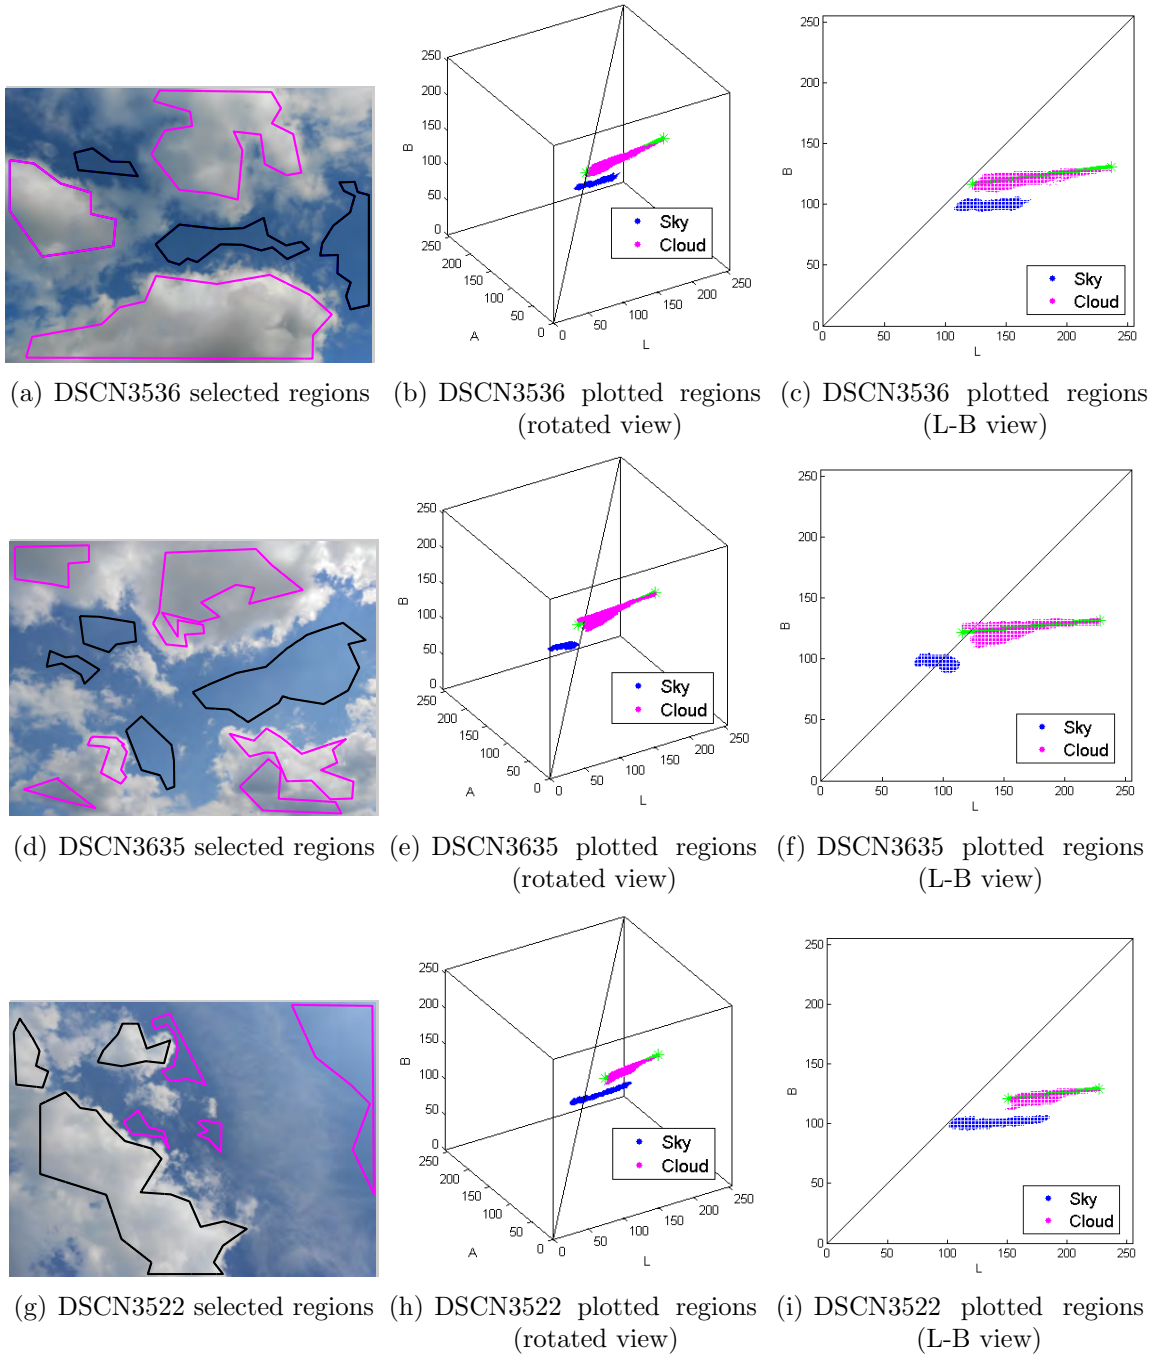 250
200
150
100
50
0
B
250
200
150
100
50
0
A
0
50
100
150
200
250
L
Sky
Cloud
250
200
150
100
50
0
B
0
50
100
150
200
250
L
Sky
Cloud
(a) DSCN3536 selected regions
(b) DSCN3536 plotted regions
(rotated view)
(c) DSCN3536 plotted regions
(L-B view)
250
200
150
100
50
0
B
250
200
150
100
50
0
A
0
50
100
150
200
250
L
Sky
Cloud
250
200
150
100
50
0
B
0
50
100
150
200
250
L
Sky
Cloud
(d) DSCN3635 selected regions
(e) DSCN3635 plotted regions
(rotated view)
(f) DSCN3635 plotted regions
(L-B view)
250
200
150
100
50
0
B
250
200
150
100
50
0
A
0
50
100
150
200
250
L
Sky
Cloud
250
200
150
100
50
0
B
0
50
100
150
200
250
L
Sky
Cloud
(g) DSCN3522 selected regions
(h) DSCN3522 plotted regions
(rotated view)
(i) DSCN3522 plotted regions
(L-B view)